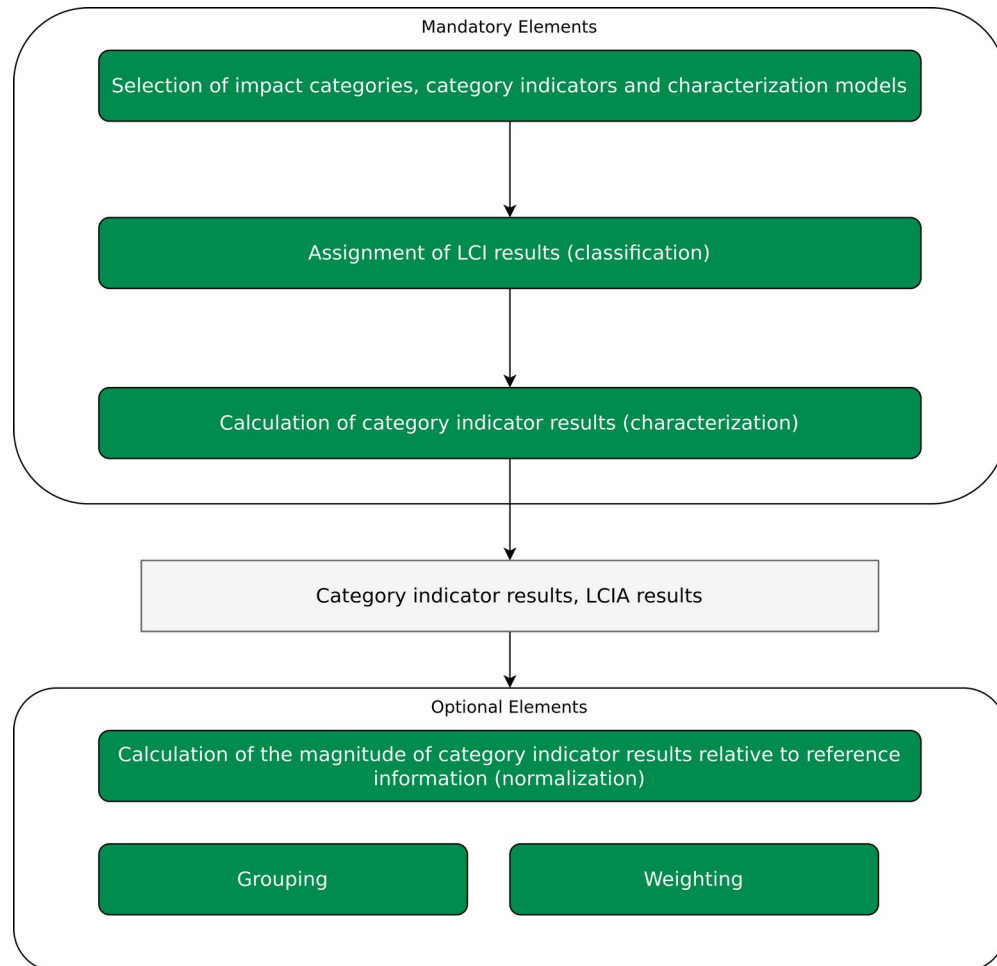 Mandatory Elements
Selection of impact categories, category indicators and characterization models
Assignment of LCI results (classification)
Calculation of category indicator results (characterization)
Category indicator results, LCIA results
Optional Elements
Calculation of the magnitude of category indicator results relative to reference
information (normalization)
Grouping
Weighting